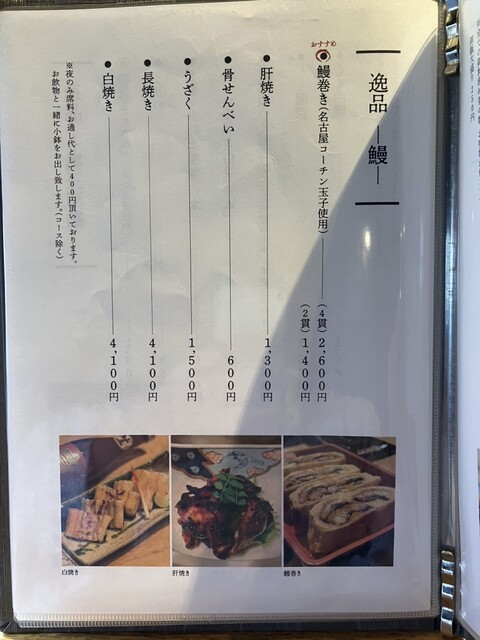 逸品 ―鰻―
おすすめ
鰻巻き(名古屋コーチン玉子使用) (4貫) 2,600円
(2貫) 1,400円
●肝焼き 1,300円
●骨せんべい 600円
●うざく 1,500円
●長焼き 4,100円
●白焼き 4,100円
※夜のみ席料、お通し代として400円頂いております。
お飲物と一緒に小鉢をお出し致します。(コース除く)
白焼き
肝焼き
鰻巻き